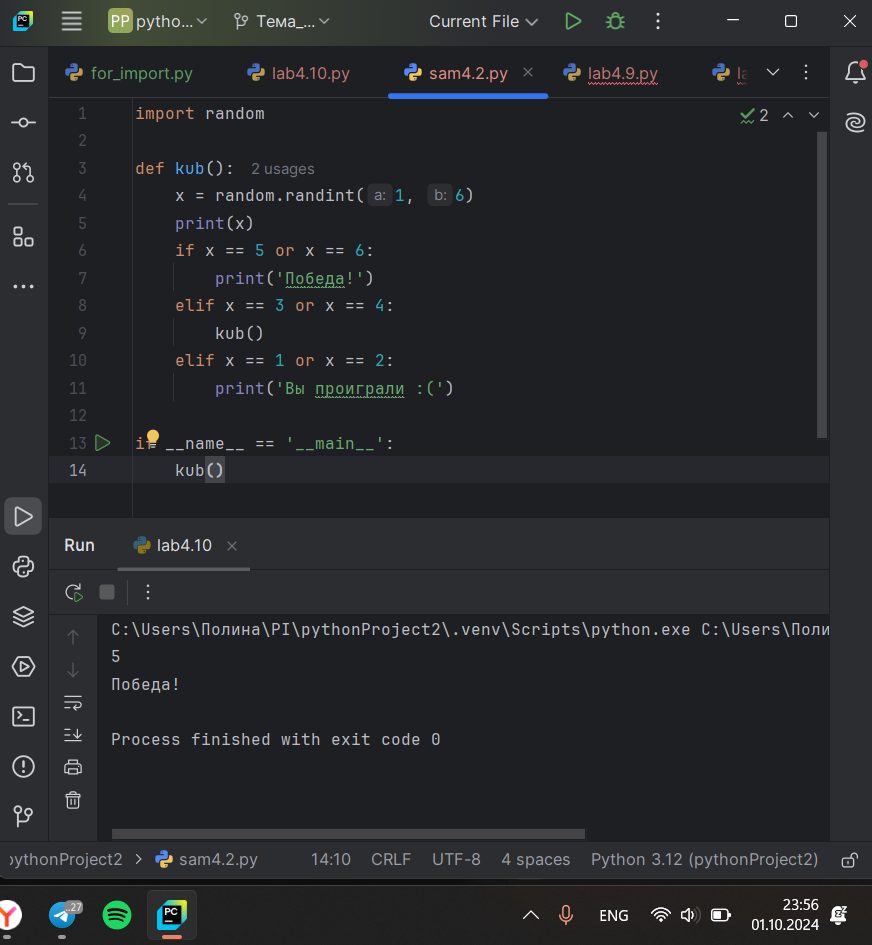 PP pytho... Тема_... Current File
for_import.py lab4.10.py sam4.2.py lab4.9.py
2
1 import random
2
3 def kub(): 2 usages
4 x = random.randint( a: 1, b: 6)
5 print(x)
6 if x == 5 or x == 6:
7 print('Победа!')
8 elif x == 3 or x == 4:
9 kub()
10 elif x == 1 or x == 2:
11 print('Вы проиграли :(')
12
13 if __name__ == '__main__':
14 kub()
Run lab4.10
C:\Users\Полина\PI\pythonProject2\.venv\Scripts\python.exe C:\Users\Поли
5
Победа!
Process finished with exit code 0
pythonProject2 sam4.2.py 14:10 CRLF UTF-8 4 spaces Python 3.12 (pythonProject2)
27 PC ENG 23:56
01.10.2024